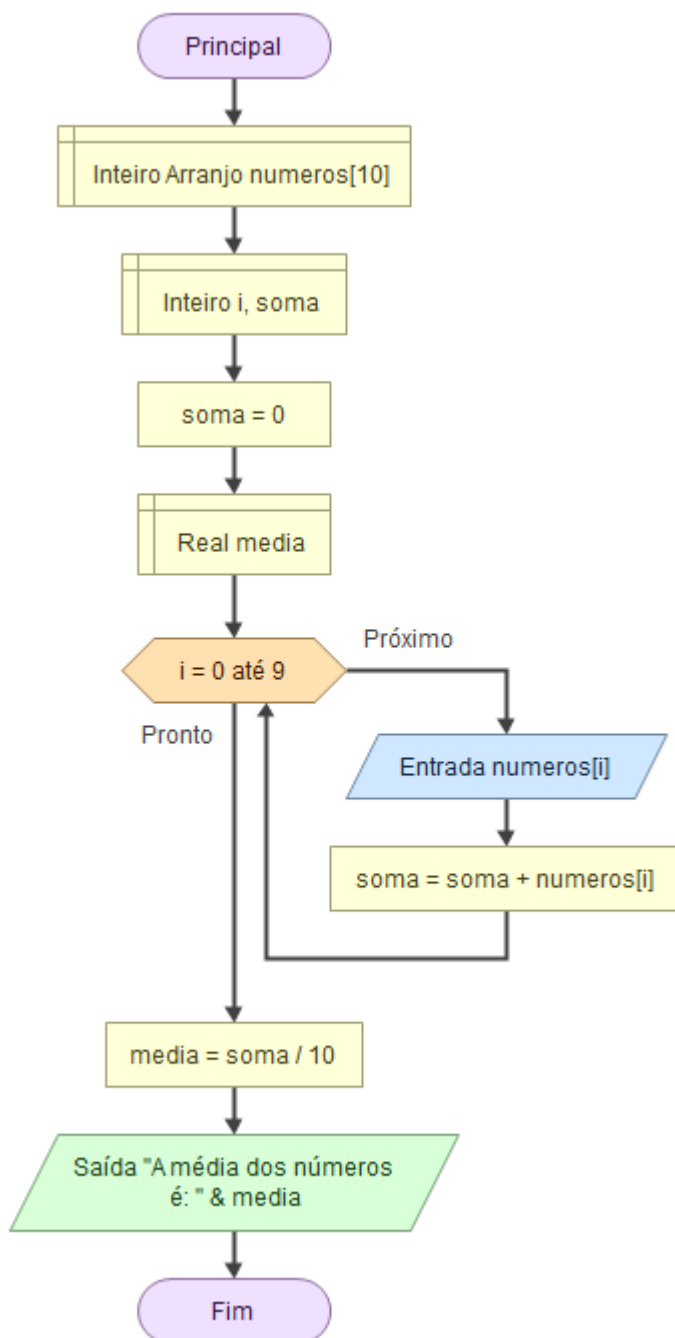 Principal
Inteiro Arranjo numeros[10]
Inteiro i, soma
soma = 0
Real media
i = 0 até 9
Próximo
Pronto
Entrada numeros[i]
soma = soma + numeros[i]
media = soma / 10
Saída "A média dos números
é: " & media
Fim